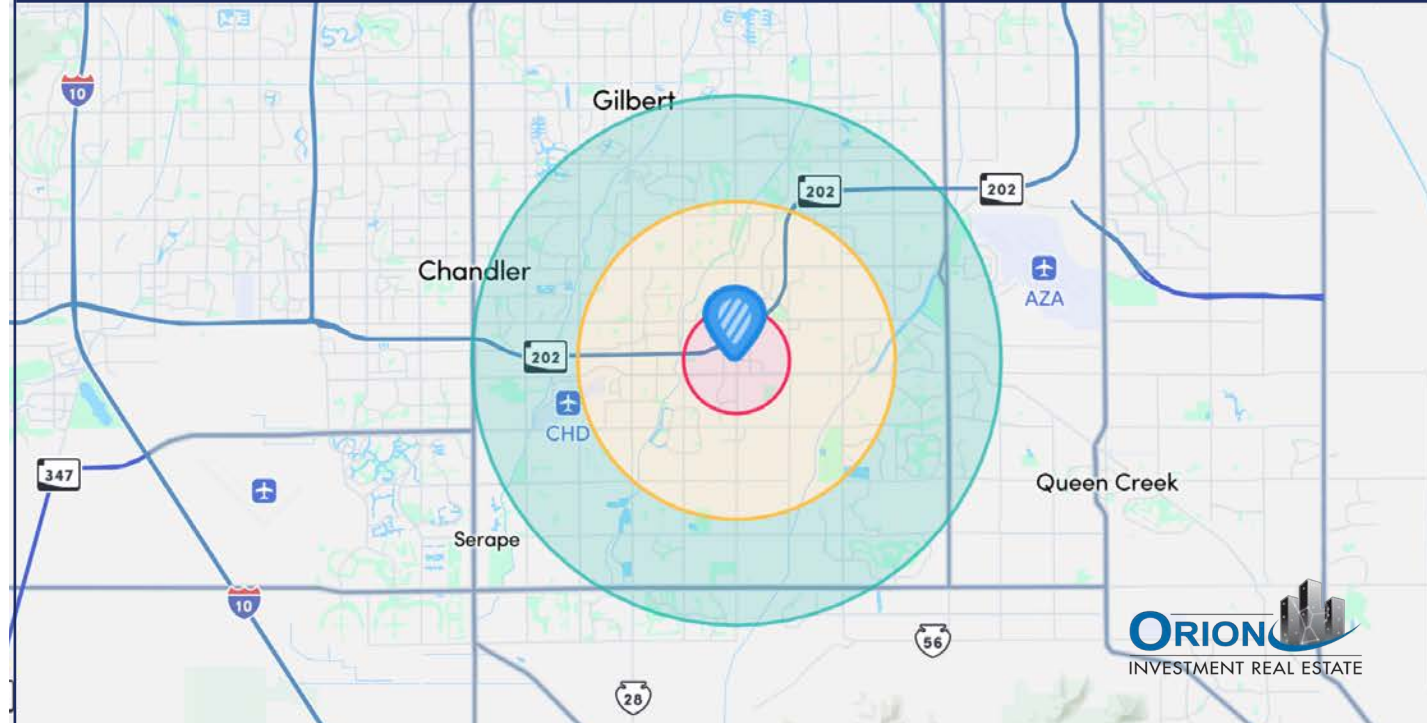 10
Gilbert
202
202
Chandler
AZA
202
CHD
347
Queen Creek
Serape
10
56
28
ORION
INVESTMENT REAL ESTATE